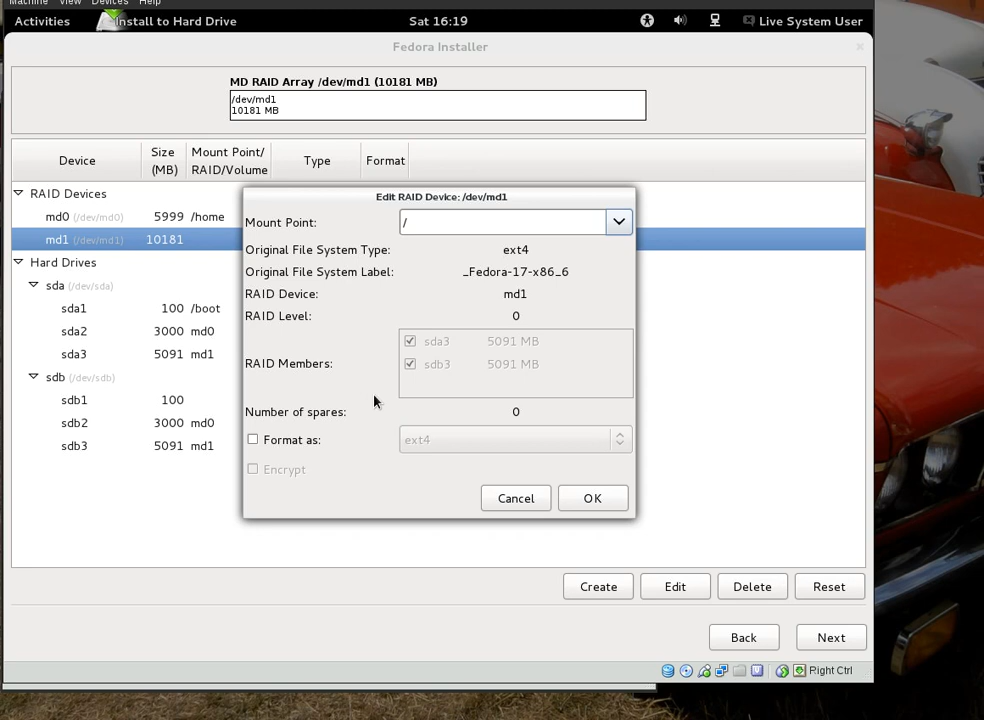 Machine View Devices Help
Activities Install to Hard Drive Sat 16:19 Live System User
Fedora Installer
MD RAID Array /dev/md1 (10181 MB)
/dev/md1
10181 MB
Device Size (MB) Mount Point/ RAID/Volume Type Format
RAID Devices
md0 (/dev/md0) 5999 /home
md1 (/dev/md1) 10181
Hard Drives
sda (/dev/sda)
sda1 100 /boot
sda2 3000 md0
sda3 5091 md1
sdb (/dev/sdb)
sdb1 100
sdb2 3000 md0
sdb3 5091 md1
Edit RAID Device: /dev/md1
Mount Point: /
Original File System Type: ext4
Original File System Label: _Fedora-17-x86_6
RAID Device: md1
RAID Level: 0
RAID Members:
sda3 5091 MB
sdb3 5091 MB
Number of spares: 0
Format as: ext4
Encrypt
Cancel OK
Create Edit Delete Reset
Back Next
Right Ctrl